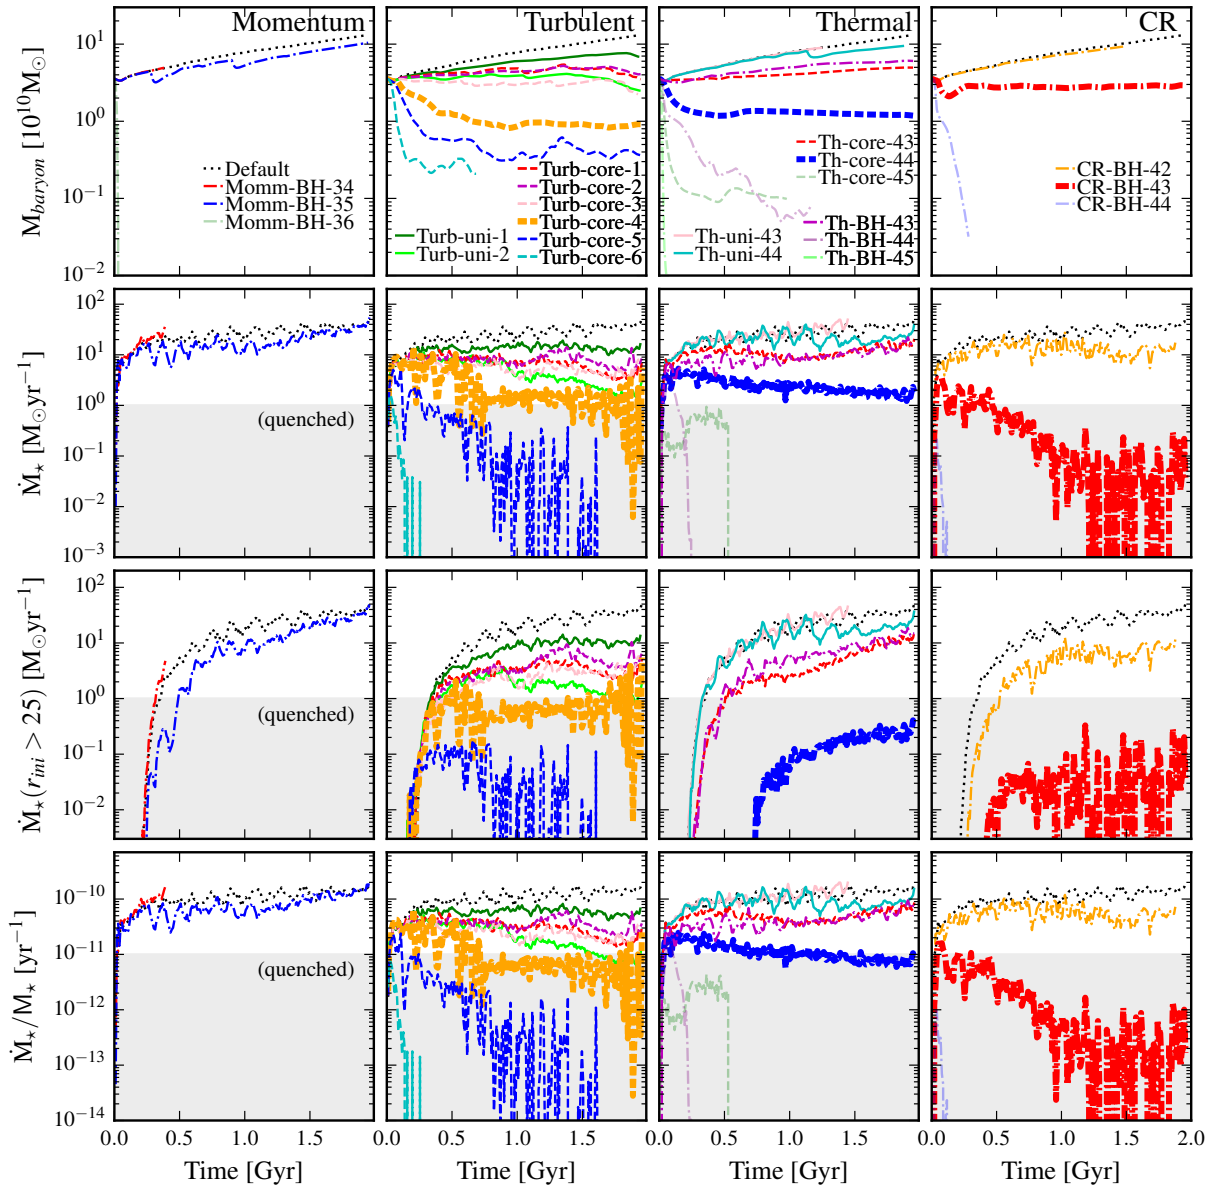 Momentum
Turbulent
Thermal
CR
M_baryon [10^10 M_⊙]
10^1
10^0
10^-1
10^-2
Default
Momm-BH-34
Momm-BH-35
Momm-BH-36
Turb-uni-1
Turb-uni-2
Turb-core-1
Turb-core-2
Turb-core-3
Turb-core-4
Turb-core-5
Turb-core-6
Th-core-43
Th-core-44
Th-core-45
Th-uni-43
Th-uni-44
Th-BH-43
Th-BH-44
Th-BH-45
CR-BH-42
CR-BH-43
CR-BH-44
Ṁ_⋆ [M_⊙yr^-1]
10^2
10^1
10^0
10^-1
10^-2
10^-3
(quenched)
(quenched)
Ṁ_⋆(r_ini > 25) [M_⊙yr^-1]
10^2
10^1
10^0
10^-1
10^-2
(quenched)
Ṁ_⋆/M_⋆ [yr^-1]
10^-10
10^-11
10^-12
10^-13
10^-14
(quenched)
0.0 0.5 1.0 1.5 0.0 0.5 1.0 1.5 0.0 0.5 1.0 1.5 0.0 0.5 1.0 1.5 2.0
Time [Gyr]
Time [Gyr]
Time [Gyr]
Time [Gyr]